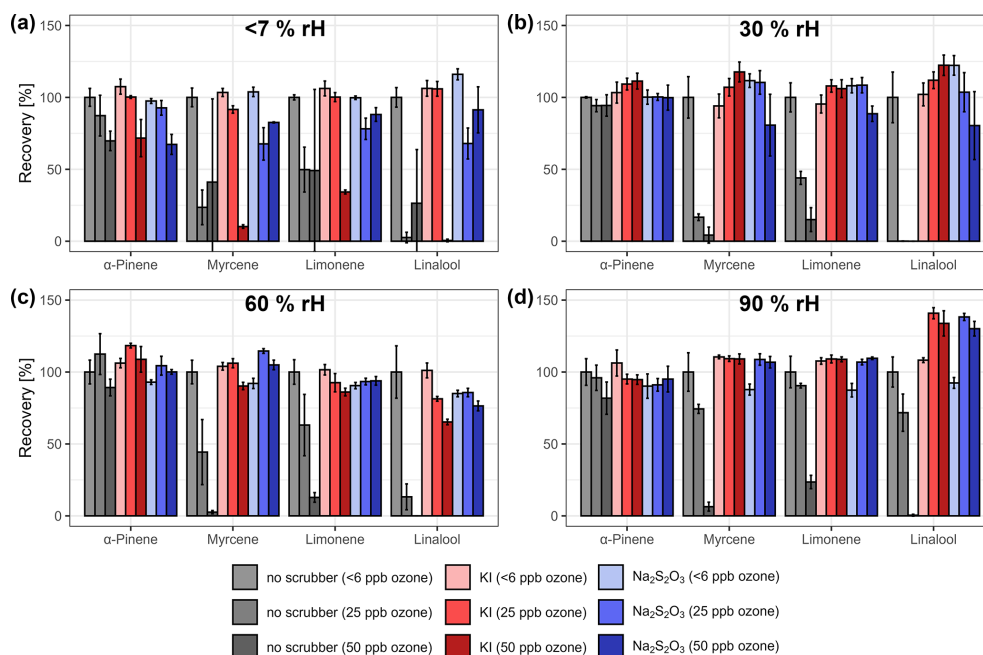 (a)
<7 % rH
(b)
30 % rH
Recovery [%]
150
100
50
0
150
100
50
0
α-Pinene
Myrcene
Limonene
Linalool
α-Pinene
Myrcene
Limonene
Linalool
(c)
60 % rH
(d)
90 % rH
Recovery [%]
150
100
50
0
150
100
50
0
α-Pinene
Myrcene
Limonene
Linalool
α-Pinene
Myrcene
Limonene
Linalool
no scrubber (<6 ppb ozone)
KI (<6 ppb ozone)
Na₂S₂O₃ (<6 ppb ozone)
no scrubber (25 ppb ozone)
KI (25 ppb ozone)
Na₂S₂O₃ (25 ppb ozone)
no scrubber (50 ppb ozone)
KI (50 ppb ozone)
Na₂S₂O₃ (50 ppb ozone)